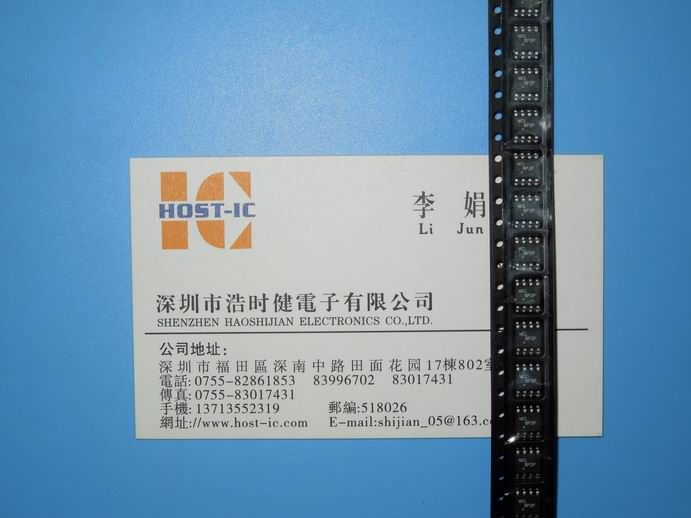 HOST-IC
李 娟
Li Jun
深圳市浩时健電子有限公司
SHENZHEN HAOSHIJIAN ELECTRONICS CO.,LTD.
公司地址:
深圳市福田區深南中路田面花园17棟802室
電話: 0755-82861853 83996702 83017431
傳真: 0755-83017431
手機: 13713552319 郵編:518026
網址://www.host-ic.com E-mail:shijian_05@163.c
MCL